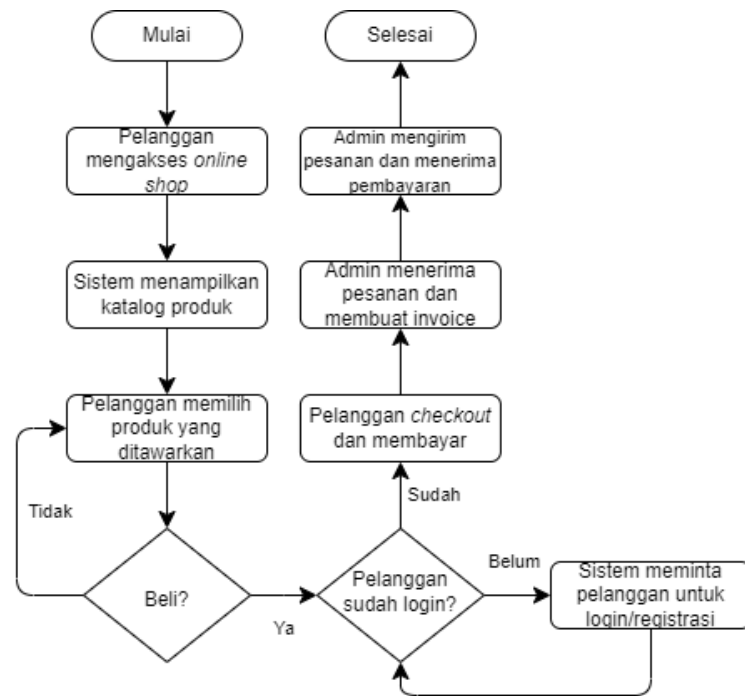 Mulai
Pelanggan
mengakses online
shop
Sistem menampilkan
katalog produk
Pelanggan memilih
produk yang
ditawarkan
Tidak
Beli?
Ya
Pelanggan
sudah login?
Belum
Sistem meminta
pelanggan untuk
login/registrasi
Sudah
Pelanggan checkout
dan membayar
Admin menerima
pesanan dan
membuat invoice
Admin mengirim
pesanan dan menerima
pembayaran
Selesai